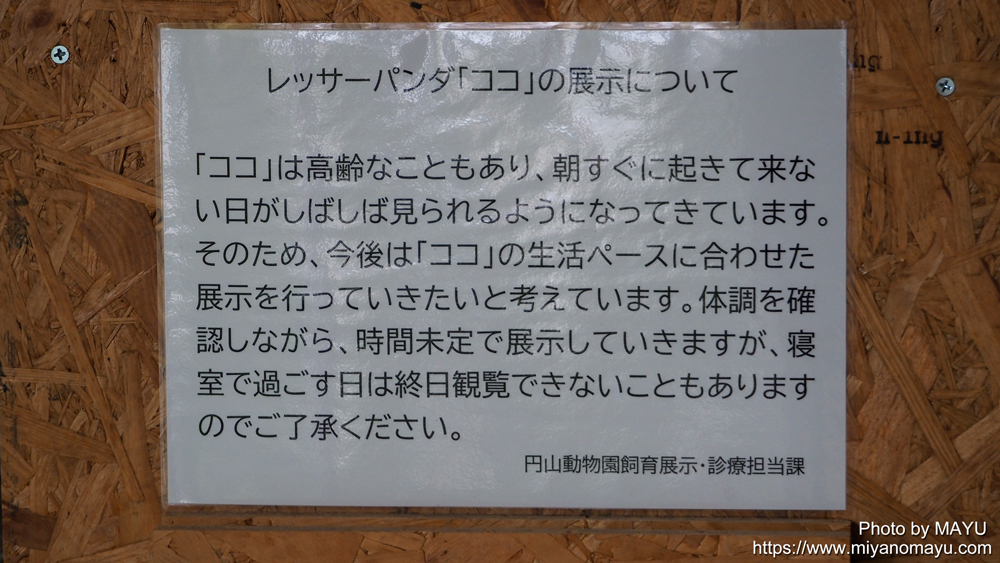 レッサーパンダ「ココ」の展示について
「ココ」は高齢なこともあり、朝すぐに起きて来な
い日がしばしば見られるようになってきています。
そのため、今後は「ココ」の生活ペースに合わせた
展示を行っていきたいと考えています。体調を確
認しながら、時間未定で展示していきますが、寝
室で過ごす日は終日観覧できないこともあります
のでご了承ください。
円山動物園飼育展示・診療担当課
n-ing
Photo by MAYU
https://www.miyanomayu.com